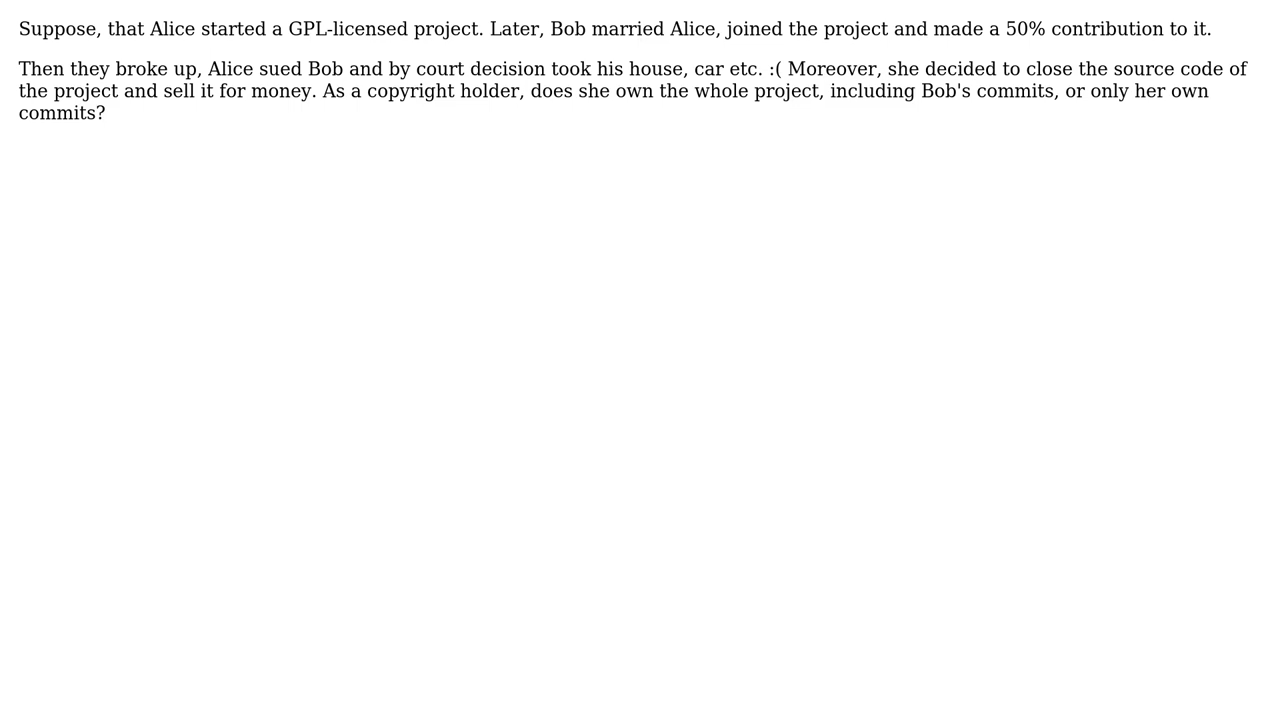 Suppose, that Alice started a GPL-licensed project. Later, Bob married Alice, joined the project and made a 50% contribution to it.
Then they broke up, Alice sued Bob and by court decision took his house, car etc. :( Moreover, she decided to close the source code of
the project and sell it for money. As a copyright holder, does she own the whole project, including Bob's commits, or only her own
commits?